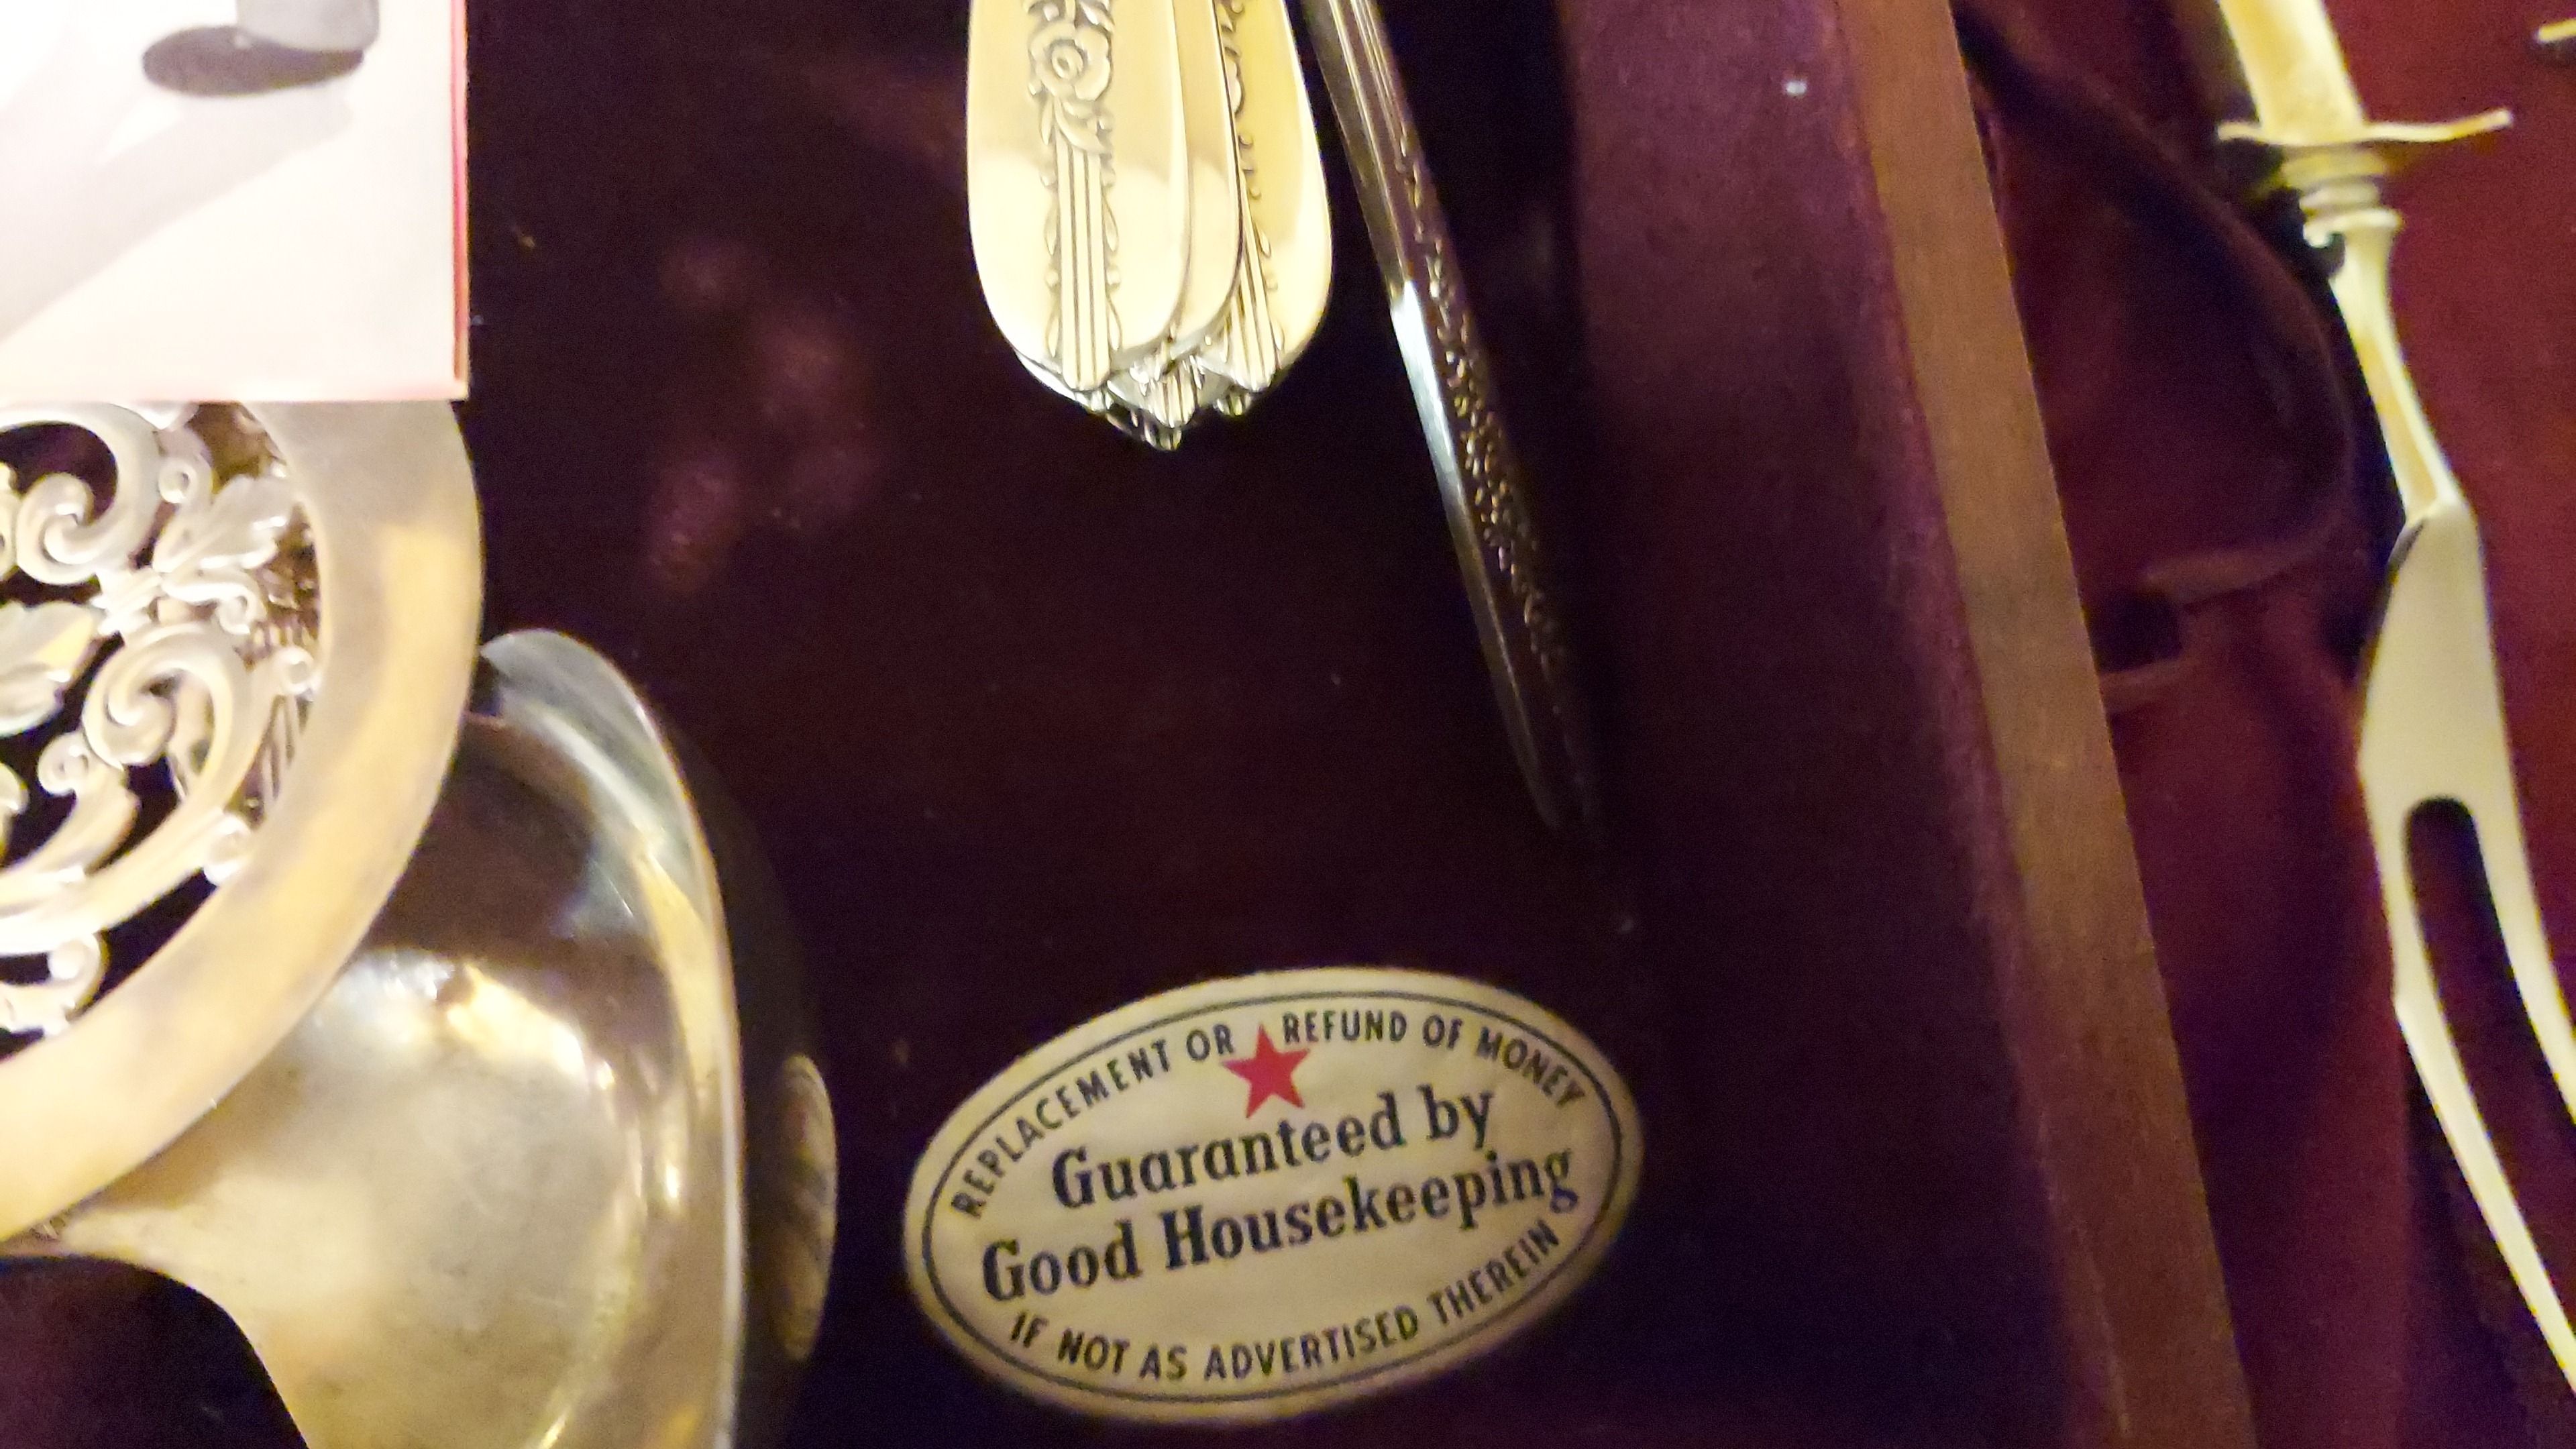 REPLACEMENT OR REFUND OF MONEY
Guaranteed by
Good Housekeeping
IF NOT AS ADVERTISED THEREIN